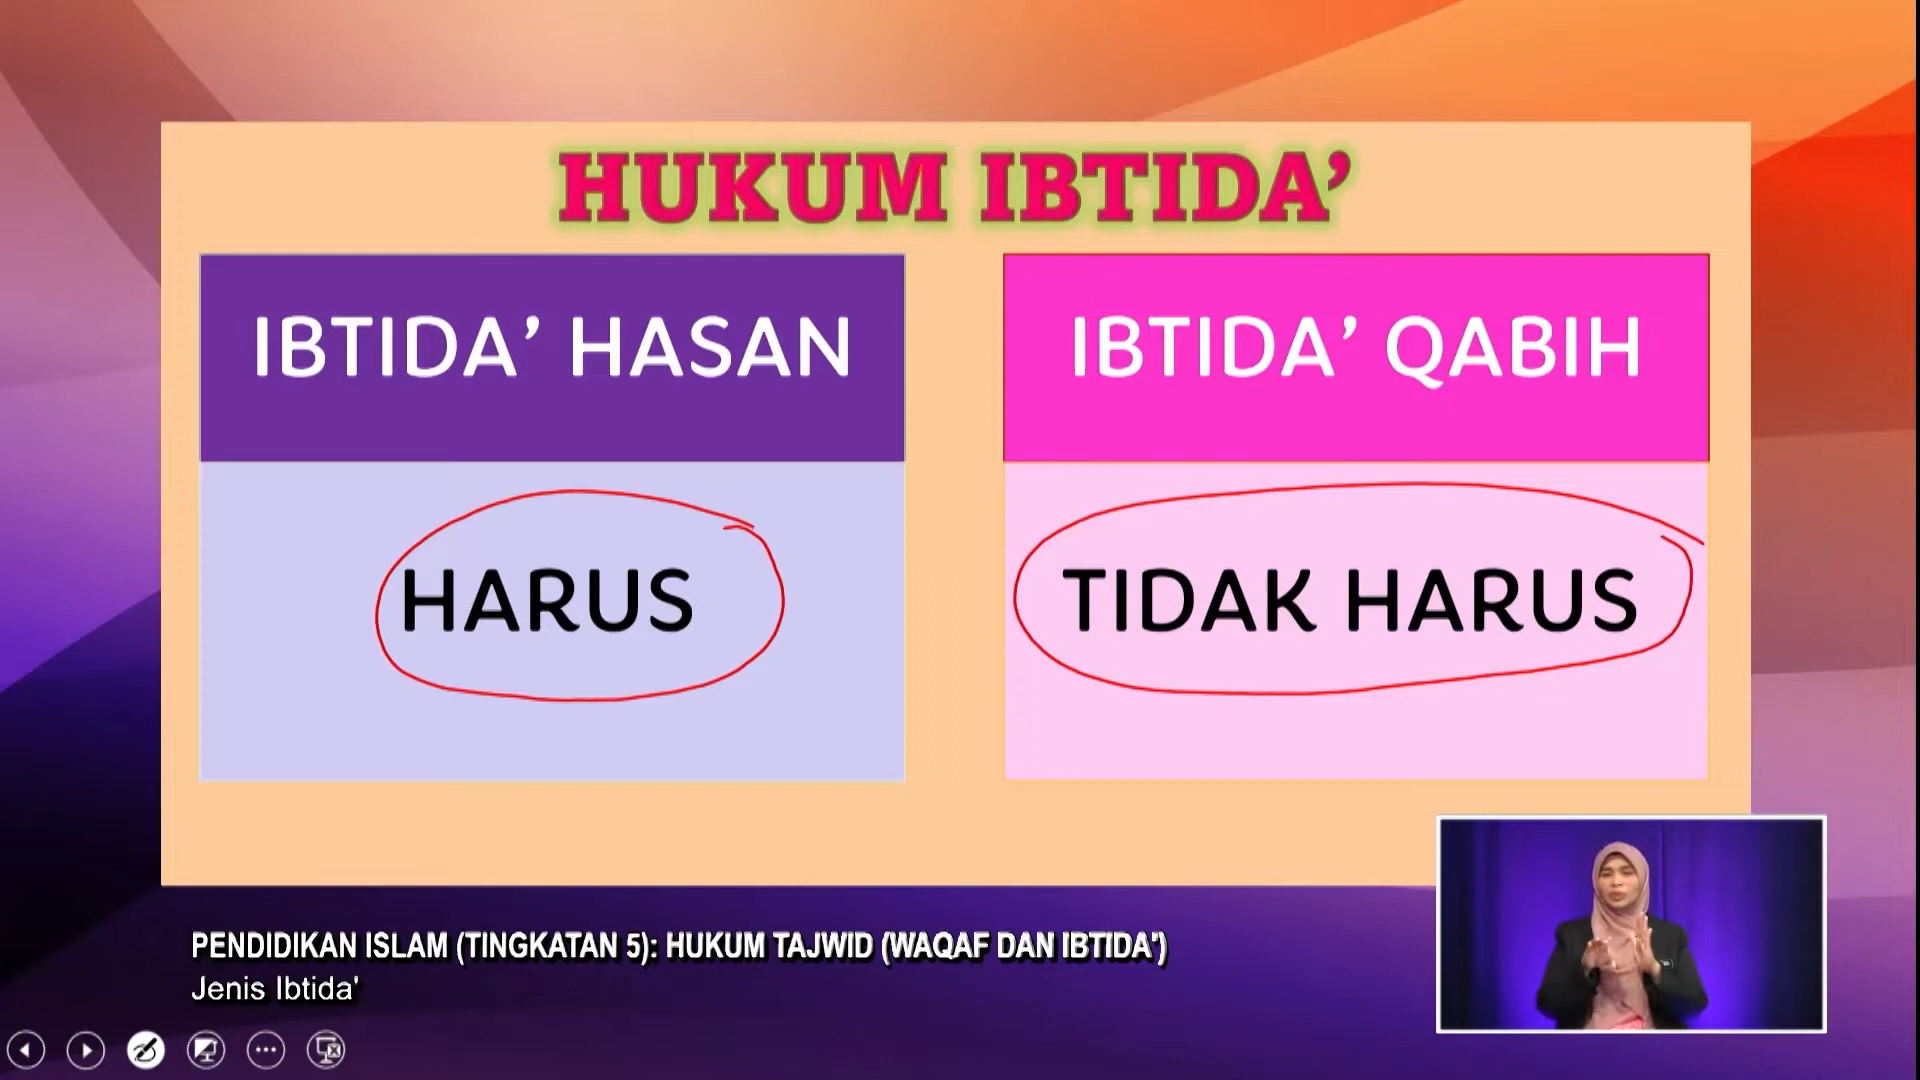 HUKUM IBTIDA’
IBTIDA’ HASAN
IBTIDA’ QABIH
HARUS
TIDAK HARUS
PENDIDIKAN ISLAM (TINGKATAN 5): HUKUM TAJWID (WAQAF DAN IBTIDA')
Jenis Ibtida'